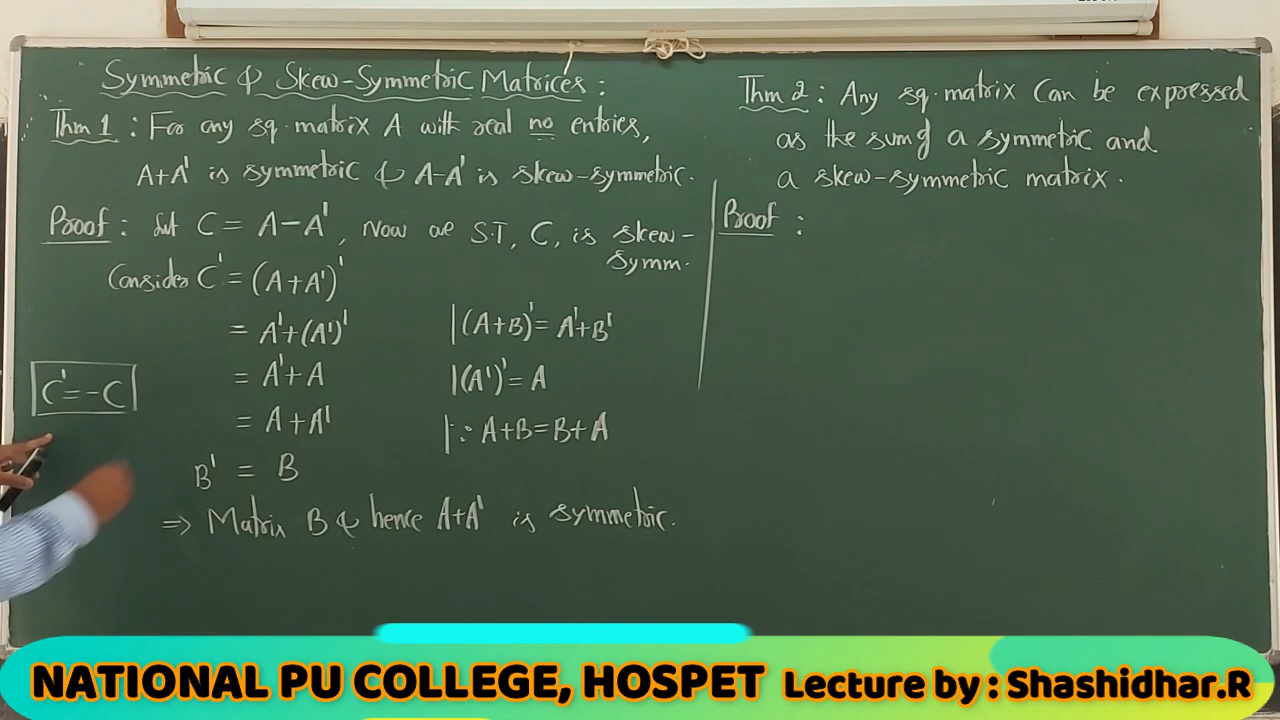 Symmetric & Skew-Symmetric Matrices :
Thm 1 : For any sq. matrix A with real no entries,
A+A' is symmetric & A-A' is skew-symmetric.
Proof : Let C = A-A', Now we S.T, C, is skew-
symm.
Consider C' = (A+A')'
= A'+(A')' |(A+B)'= A'+B'
= A'+A |(A')'= A
= A+A' |∵ A+B=B+A
C'=-C
B' = B
⇒ Matrix B & hence A+A' is symmetric.
Thm 2 : Any sq. matrix Can be expressed
as the sum of a symmetric and
a skew-symmetric matrix.
Proof :
NATIONAL PU COLLEGE, HOSPET Lecture by : Shashidhar.R